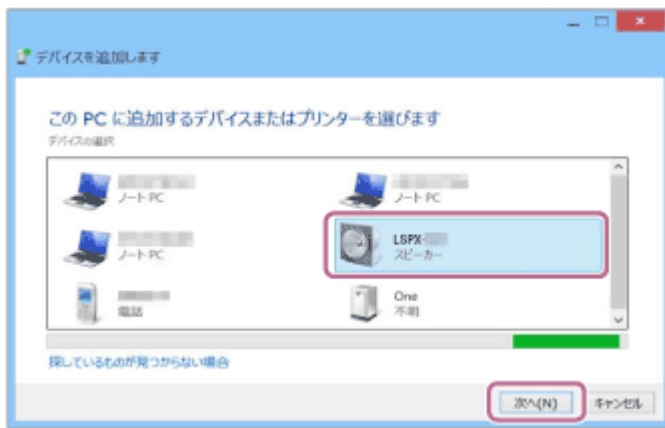 デバイスを追加します
この PC に追加するデバイスまたはプリンターを選びます
デバイスの選択
ノート PC
ノート PC
ノート PC
LSPX-
スピーカー
電話
One
不明
探しているものが見つからない場合
次へ(N)
キャンセル